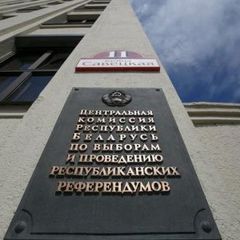 11
Савецкая
ЦЕНТРАЛЬНАЯ
КОМИССИЯ
РЕСПУБЛИКИ
БЕЛАРУСЬ
ПО ВЫБОРАМ
И ПРОВЕДЕНИЮ
РЕСПУБЛИКАНСКИХ
РЕФЕРЕНДУМОВ